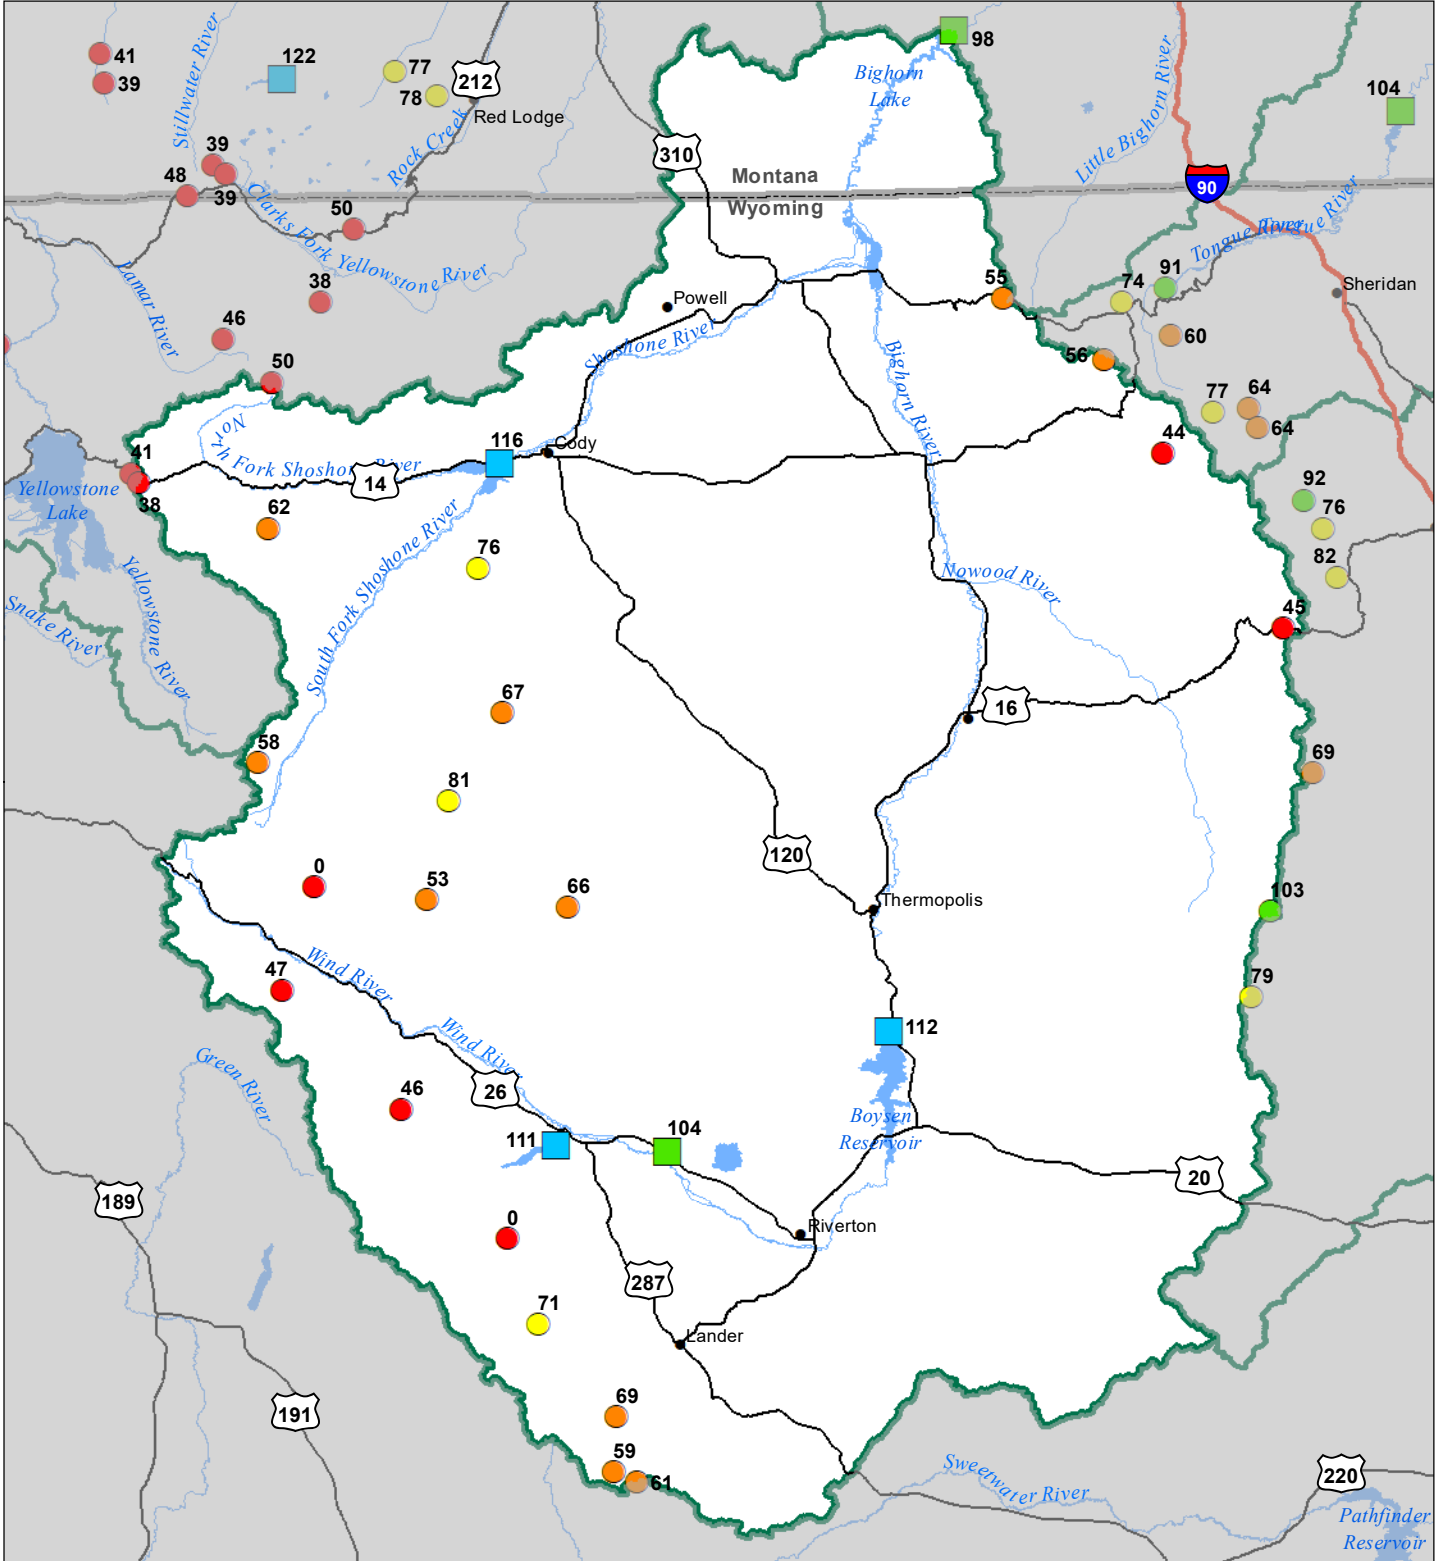 41
39
Stillwater River
122
77
78
212
Red Lodge
Rock Creek
98
Bighorn
Lake
Little Bighorn River
104
310
Montana
Wyoming
90
39
48
39
50
Clarks Fork Yellowstone River
Tongue River
Tongue River
Lamar River
38
46
50
Powell
Shoshone River
55
74
91
Sheridan
60
56
Bighorn River
77
64
64
44
North Fork Shoshone River
14
116
Cody
41
38
Yellowstone
Lake
62
92
76
82
76
South Fork Shoshone River
Nowood River
Yellowstone River
Snake River
45
67
16
58
69
81
120
0
53
66
Thermopolis
103
47
Wind River
79
112
Wind River
Green River
26
46
Boysen
Reservoir
111
104
20
189
0
Riverton
287
71
Lander
191
69
59
61
Sweetwater River
220
Pathfinder
Reservoir